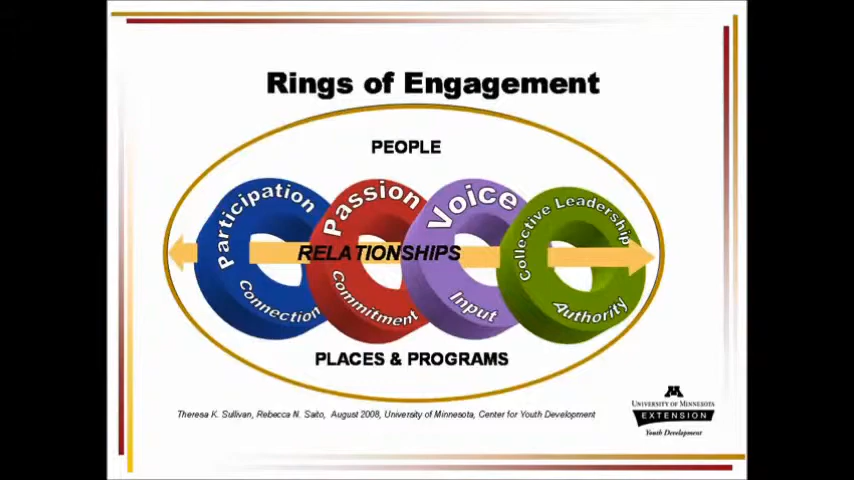 Rings of Engagement
PEOPLE
Participation
Connection
Passion
Commitment
Voice
Input
Collective Leadership
Authority
RELATIONSHIPS
PLACES & PROGRAMS
Theresa K. Sullivan, Rebecca N. Saito, August 2008, University of Minnesota, Center for Youth Development
M
UNIVERSITY OF MINNESOTA
EXTENSION
Youth Development